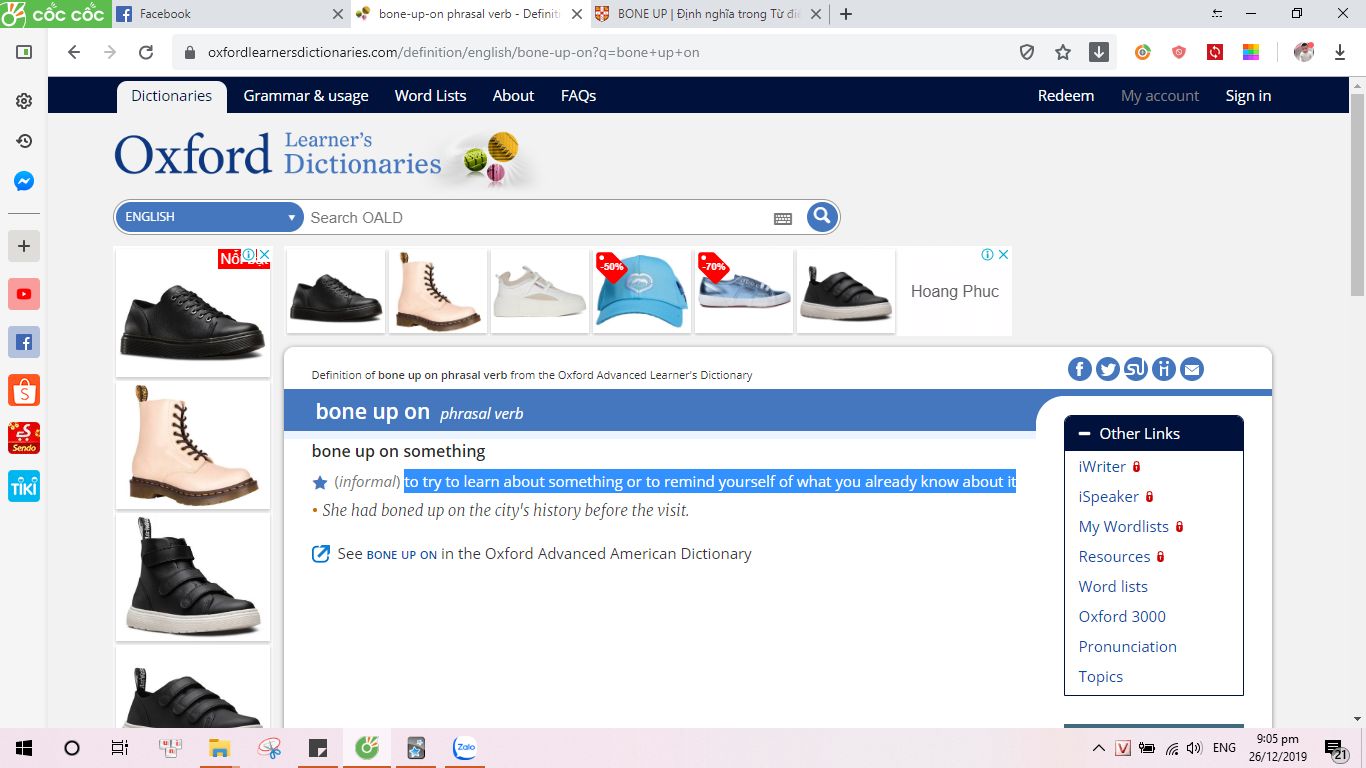 cốc cốc
Facebook
bone-up-on phrasal verb - Definiti
BONE UP | Định nghĩa trong Từ điể
oxfordlearnersdictionaries.com/definition/english/bone-up-on?q=bone+up+on
Dictionaries Grammar & usage Word Lists About FAQs Redeem My account Sign in
Oxford Learner's Dictionaries
ENGLISH Search OALD
-50% -70%
Hoang Phuc
Definition of bone up on phrasal verb from the Oxford Advanced Learner's Dictionary
bone up on phrasal verb
bone up on something
(informal) to try to learn about something or to remind yourself of what you already know about it
• She had boned up on the city's history before the visit.
See BONE UP ON in the Oxford Advanced American Dictionary
Other Links
iWriter
iSpeaker
My Wordlists
Resources
Word lists
Oxford 3000
Pronunciation
Topics
Sendo
TIKI
Zalo
ENG
9:05 pm
26/12/2019
21